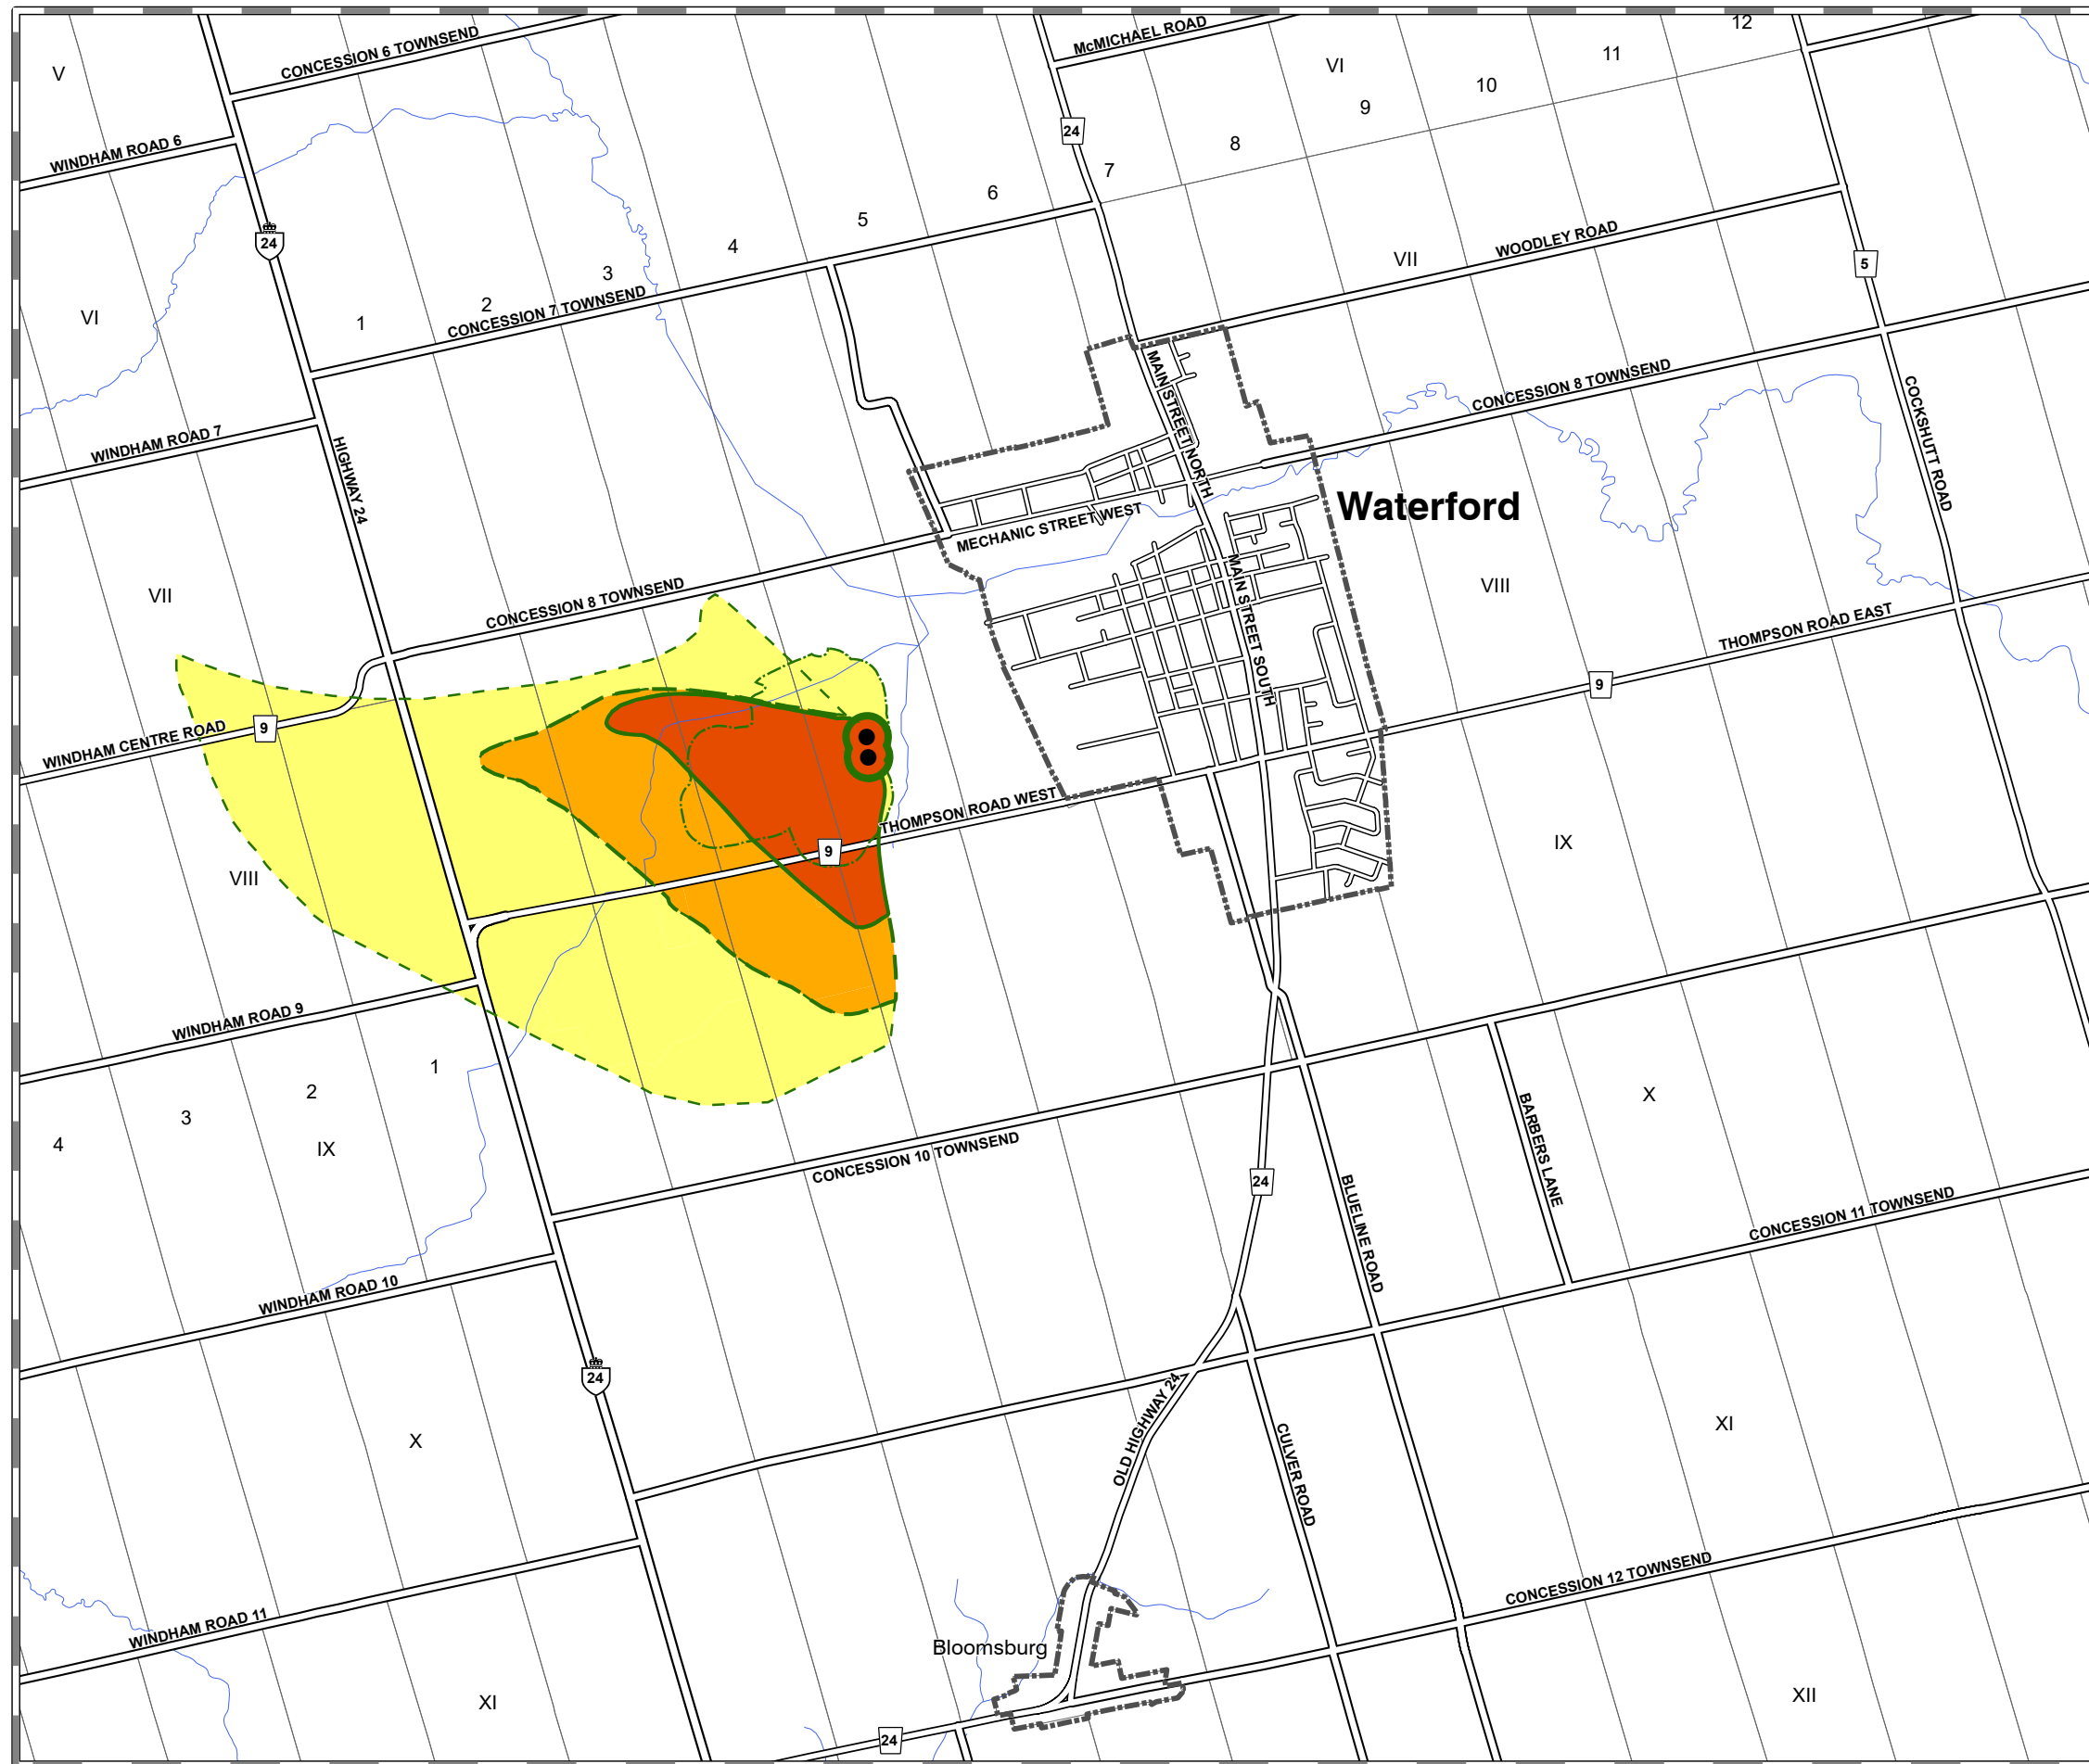 12
McMICHAEL ROAD
CONCESSION 6 TOWNSEND
11
VI
V
10
9
24
8
WINDHAM ROAD 6
7
6
5
WOODLEY ROAD
24
4
VII
5
3
2
VI
1
CONCESSION 7 TOWNSEND
CONCESSION 8 TOWNSEND
MAIN STREET NORTH
COCKSHUTT ROAD
WINDHAM ROAD 7
HIGHWAY 24
Waterford
MECHANIC STREET WEST
VII
CONCESSION 8 TOWNSEND
VIII
MAIN STREET SOUTH
THOMPSON ROAD EAST
9
WINDHAM CENTRE ROAD
9
THOMPSON ROAD WEST
9
IX
VIII
WINDHAM ROAD 9
1
2
3
4
IX
X
BARBERS LANE
CONCESSION 10 TOWNSEND
24
BLUELINE ROAD
CONCESSION 11 TOWNSEND
WINDHAM ROAD 10
24
OLD HIGHWAY 24
X
XI
CULVER ROAD
CONCESSION 12 TOWNSEND
WINDHAM ROAD 11
Bloomsburg
XI
XII
24